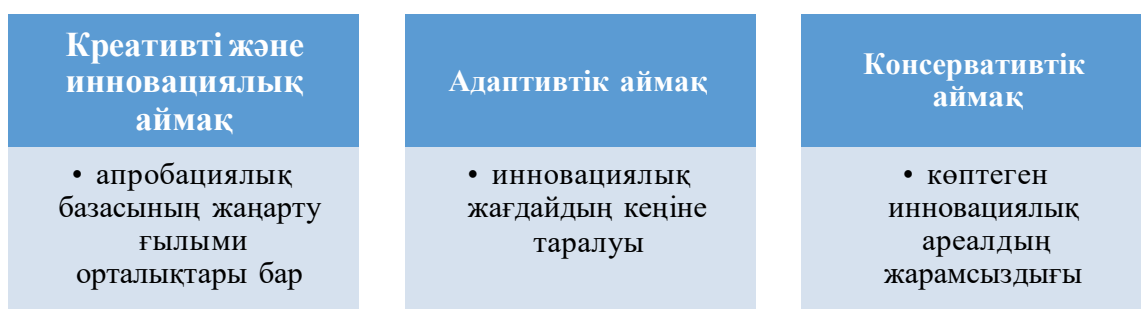 Креативті және
инновациялық
аймақ
• апробациялық
базасының жаңарту
ғылыми
орталықтары бар
Адаптивтік аймақ
• инновациялық
жағдайдың кеңіне
таралуы
Консервативтік
аймақ
• көптеген
инновациялық
ареалдың
жарамсыздығы